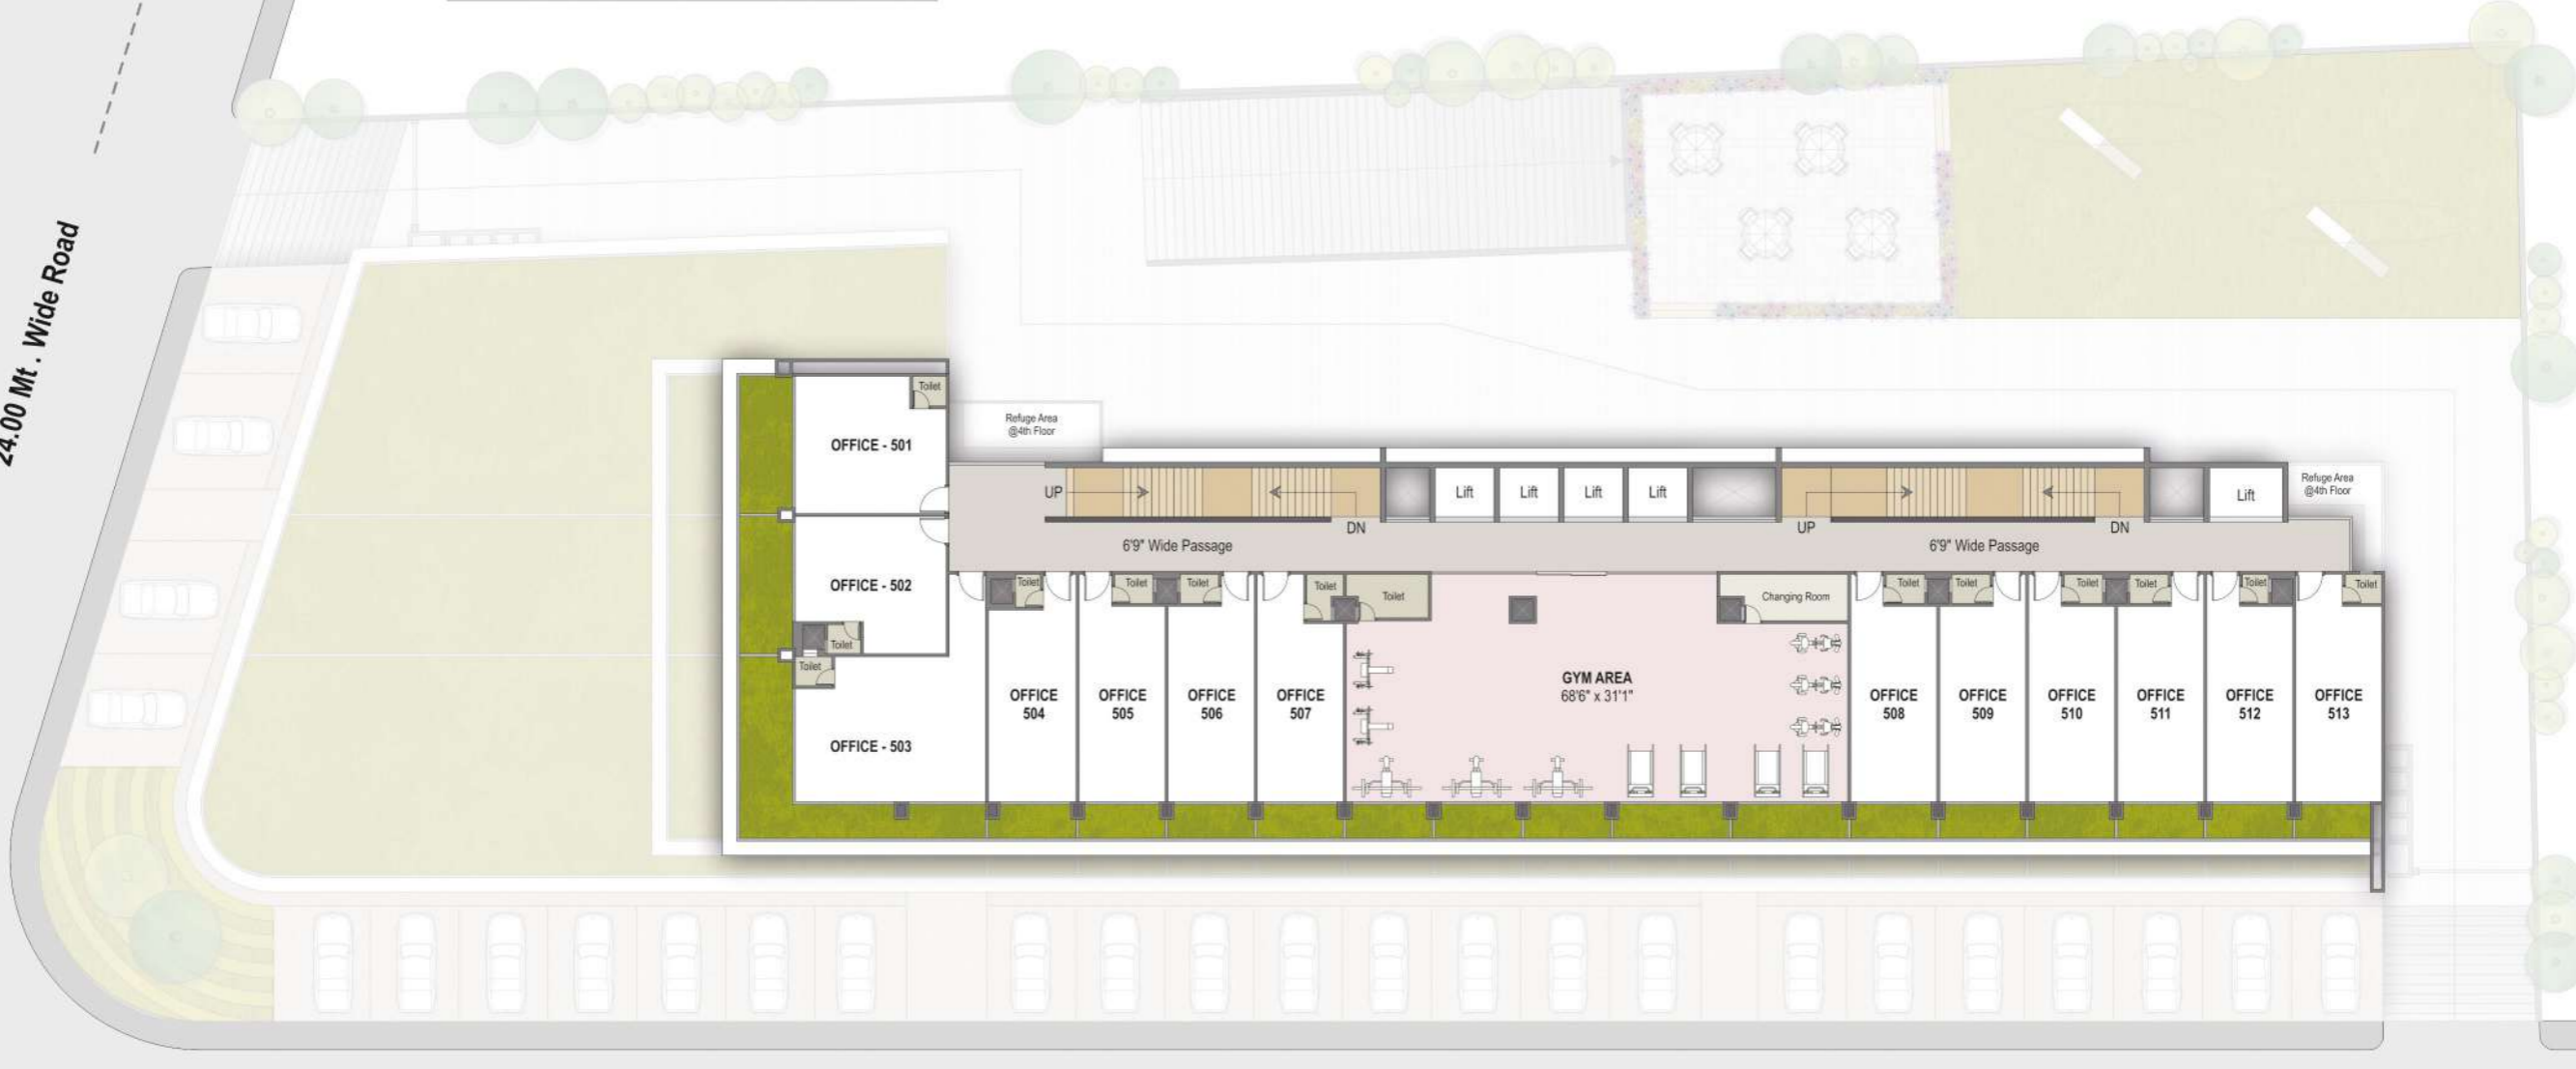 24.00 Mt . Wide Road
Toilet
OFFICE - 501
Refuge Area
@4th Floor
UP
DN
Lift
Lift
Lift
Lift
UP
DN
Lift
Refuge Area
@4th Floor
6'9" Wide Passage
6'9" Wide Passage
OFFICE - 502
Toilet
Toilet
OFFICE - 503
Toilet
Toilet
Toilet
Toilet
Toilet
Changing Room
Toilet
Toilet
Toilet
Toilet
Toilet
Toilet
OFFICE
504
OFFICE
505
OFFICE
506
OFFICE
507
GYM AREA
68'6" x 31'1"
OFFICE
508
OFFICE
509
OFFICE
510
OFFICE
511
OFFICE
512
OFFICE
513